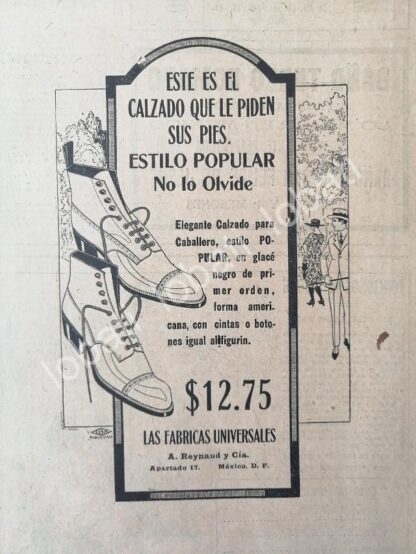 ESTE ES EL
CALZADO QUE LE PIDEN
SUS PIES.
ESTILO POPULAR
No lo Olvide
Elegante Calzado para
Caballero, estilo PO-
PULAR, en glacé
negro de pri-
mer orden,
forma ameri-
cana, con cintas o boto-
nes igual al figurín.
$12.75
LAS FABRICAS UNIVERSALES
A. Reynaud y Cía.
Apartado 17. México. D. F.